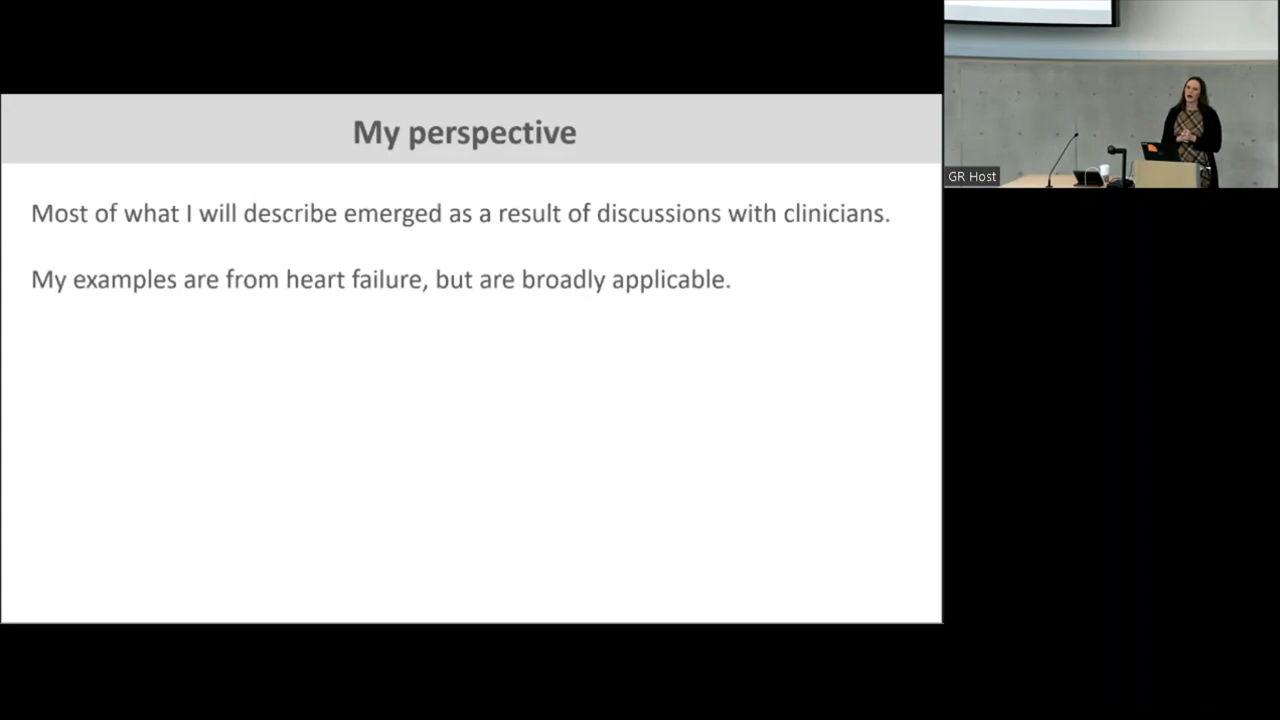 My perspective
Most of what I will describe emerged as a result of discussions with clinicians.
My examples are from heart failure, but are broadly applicable.
GR Host